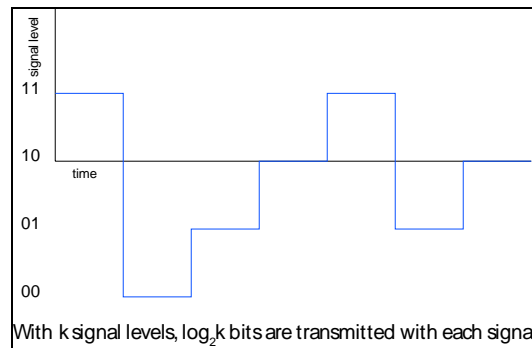 signal level
11
10
time
01
00
With k signal levels, log₂k bits are transmitted with each signa